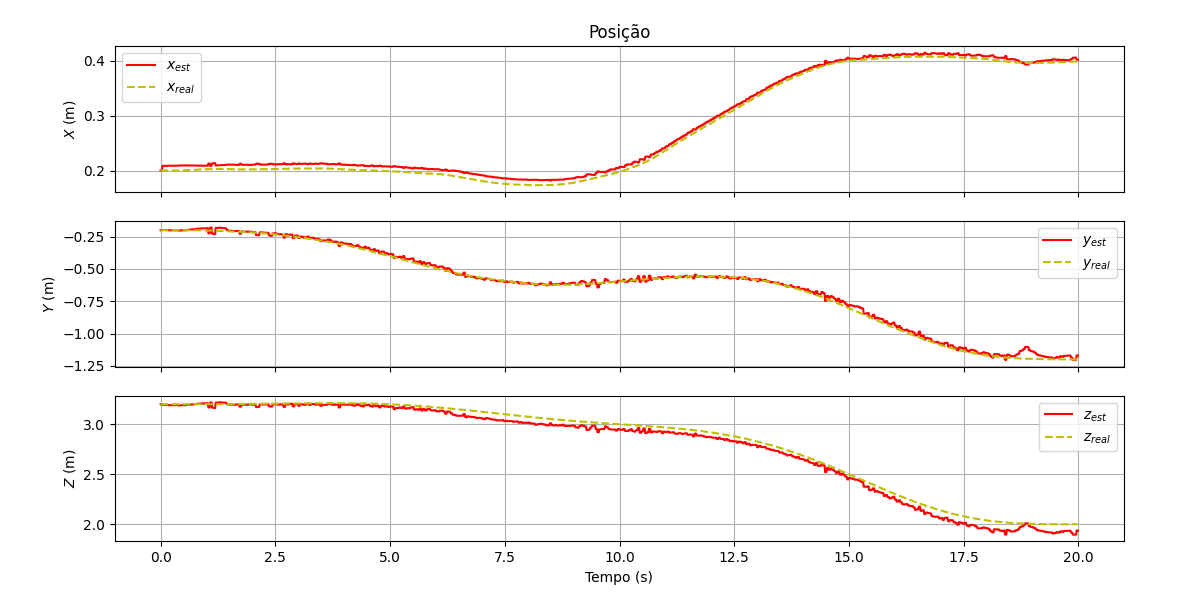 Posição
X (m)
0.4
0.3
0.2
x_est
x_real
Y (m)
−0.25
−0.50
−0.75
−1.00
−1.25
y_est
y_real
Z (m)
3.0
2.5
2.0
z_est
z_real
0.0 2.5 5.0 7.5 10.0 12.5 15.0 17.5 20.0
Tempo (s)